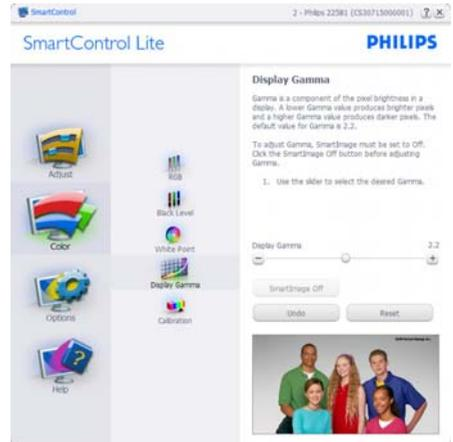 SmartControl
2 - Philips 225B1 (CS30715000001)
?
SmartControl Lite
PHILIPS
Display Gamma
Gamma is a component of the pixel brightness in a
display. A lower Gamma value produces brighter pixels
and a higher Gamma value produces darker pixels. The
default value for Gamma is 2.2.
To adjust Gamma, SmartImage must be set to Off.
Click the SmartImage Off button before adjusting
Gamma.
1. Use the slider to select the desired Gamma.
Adjust
Color
Options
Help
RGB
Black Level
White Point
Display Gamma
Calibration
Display Gamma 2.2
SmartImage Off
Undo Reset